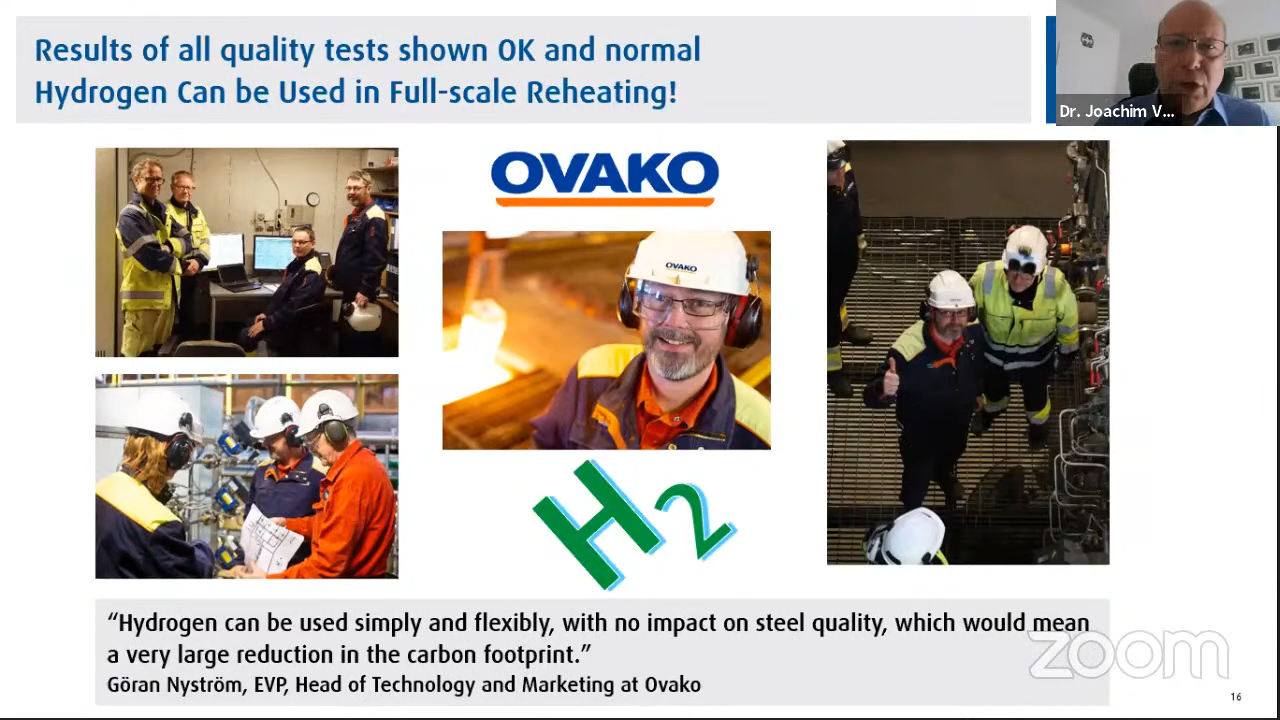 Results of all quality tests shown OK and normal
Hydrogen Can be Used in Full-scale Reheating!
Dr. Joachim V...
OVAKO
OVAKO
H2
“Hydrogen can be used simply and flexibly, with no impact on steel quality, which would mean
a very large reduction in the carbon footprint.”
Göran Nyström, EVP, Head of Technology and Marketing at Ovako
zoom
16